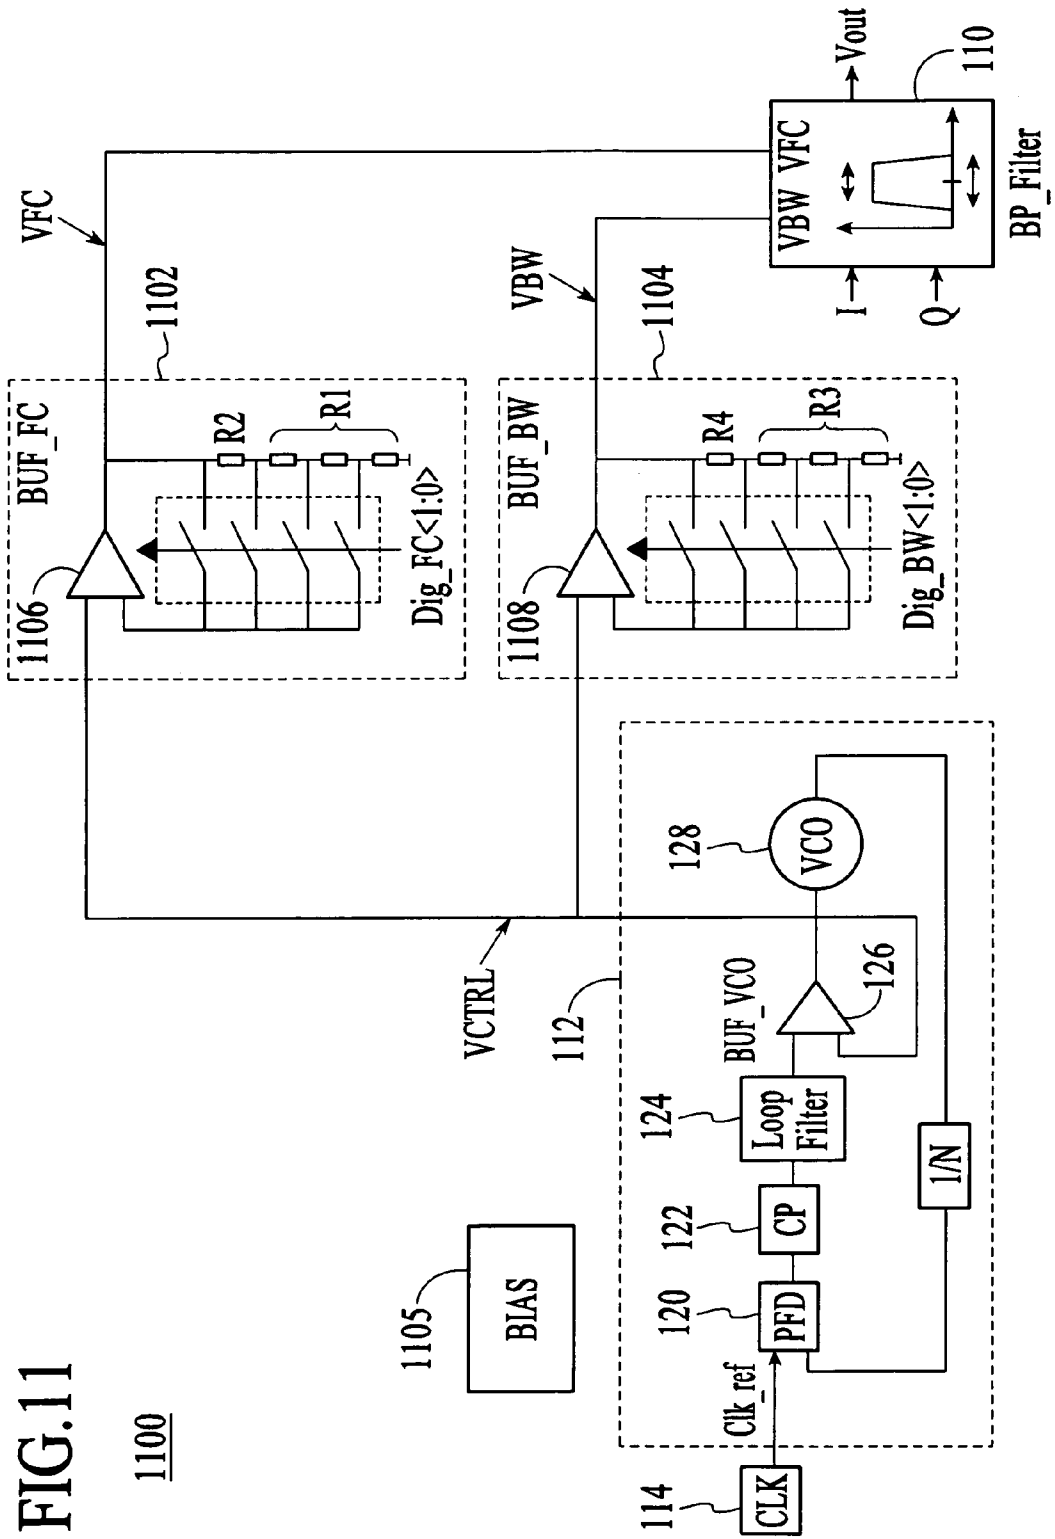 FIG.11
1100
1105
BIAS
114
CLK
Clk_ref
120
PFD
122
CP
124
Loop
Filter
BUF_VCO
126
128
VCO
1/N
112
VCTRL
1106
BUF_FC
1102
R2
R1
Dig_FC<1:0>
VFC
1108
BUF_BW
1104
R4
R3
Dig_BW<1:0>
VBW
VBW VFC
I
Q
Vout
110
BP_Filter